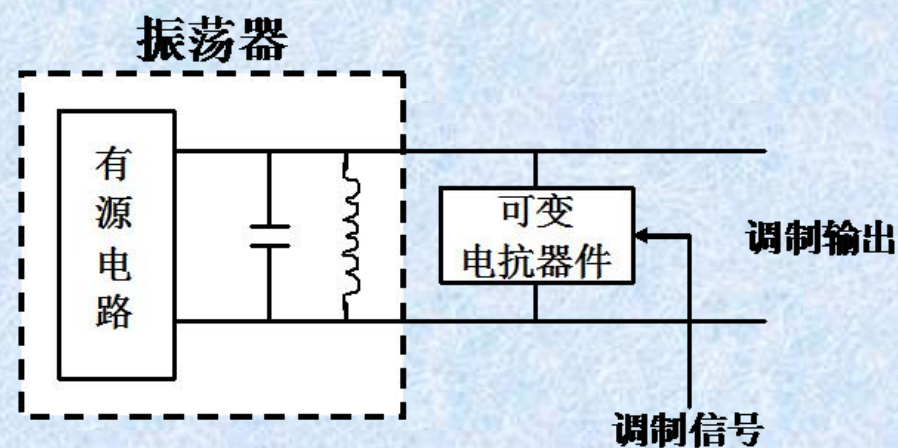 振荡器
有
源
电
路
可变
电抗器件
调制输出
调制信号